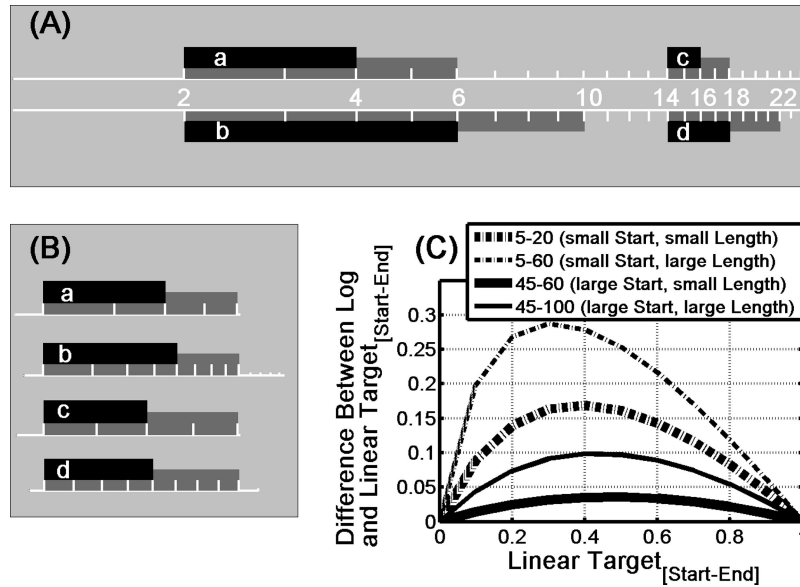 (A)
a
c
2 4 6 10 14 16 18 22
b
d
(B)
a
b
c
d
(C)
5-20 (small Start, small Length)
5-60 (small Start, large Length)
45-60 (large Start, small Length)
45-100 (large Start, large Length)
Difference Between Log
and Linear Target[Start-End]
0.3
0.25
0.2
0.15
0.1
0.05
0
0 0.2 0.4 0.6 0.8 1
Linear Target[Start-End]